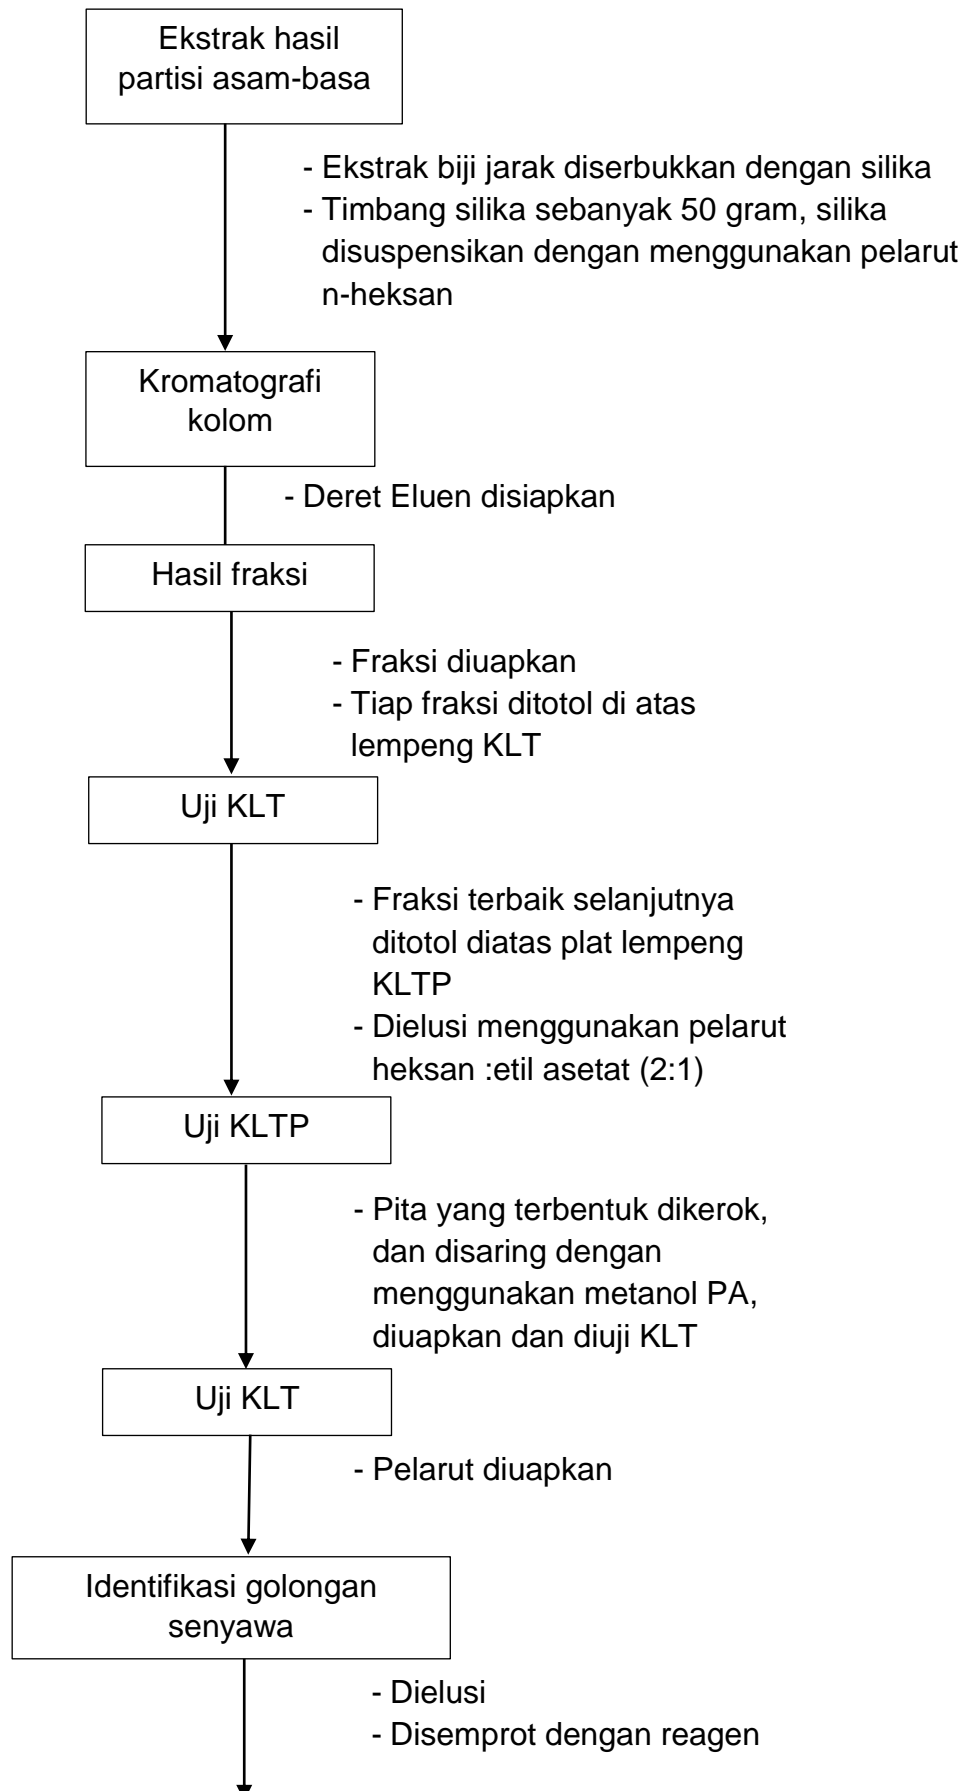 Ekstrak hasil
partisi asam-basa
- Ekstrak biji jarak diserbukkan dengan silika
- Timbang silika sebanyak 50 gram, silika
disuspensikan dengan menggunakan pelarut
n-heksan
Kromatografi
kolom
- Deret Eluen disiapkan
Hasil fraksi
- Fraksi diuapkan
- Tiap fraksi ditotol di atas
lempeng KLT
Uji KLT
- Fraksi terbaik selanjutnya
ditotol diatas plat lempeng
KLTP
- Dielusi menggunakan pelarut
heksan :etil asetat (2:1)
Uji KLTP
- Pita yang terbentuk dikerok,
dan disaring dengan
menggunakan metanol PA,
diuapkan dan diuji KLT
Uji KLT
- Pelarut diuapkan
Identifikasi golongan
senyawa
- Dielusi
- Disemprot dengan reagen